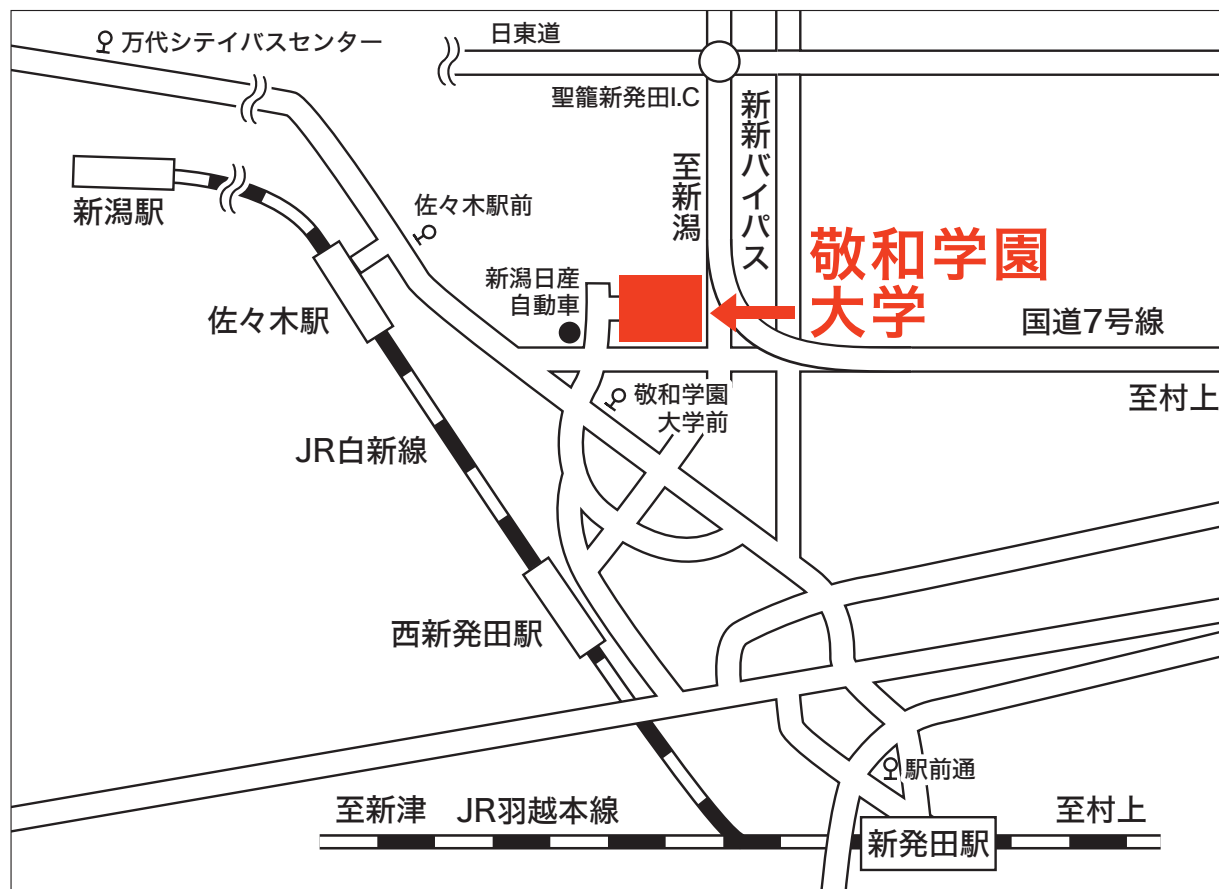 万代シテイバスセンター
日東道
聖籠新発田I.C
新新バイパス
至新潟
新潟駅
佐々木駅前
敬和学園
大学
新潟日産
自動車
佐々木駅
国道7号線
至村上
敬和学園
大学前
JR白新線
西新発田駅
駅前通
至新津
JR羽越本線
至村上
新発田駅